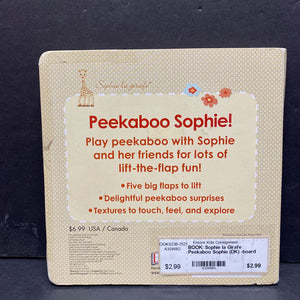 Sophie la girafe
Peekaboo Sophie!
Play peekaboo with Sophie
and her friends for lots of
lift-the-flap fun!
• Five big flaps to lift
• Delightful peekaboo surprises
• Textures to touch, feel, and explore
$6.99 USA / Canada
Encore Kids Consignment
BOOK: Sophie la Girafe
Peekaboo Sophie (DK) -board
$2.99
$2.99